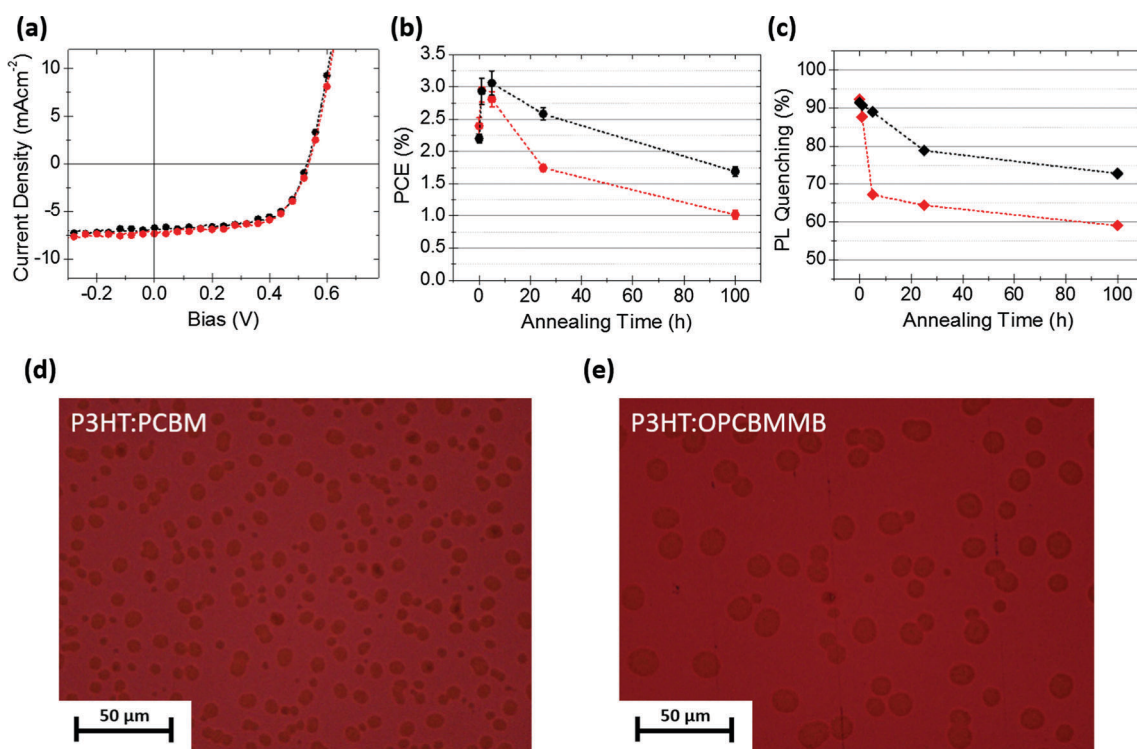 (a)
10
5
0
-5
-10
Current Density (mAcm⁻²)
-0.2 0.0 0.2 0.4 0.6
Bias (V)
(b)
3.5
3.0
2.5
2.0
1.5
1.0
0.5
0.0
PCE (%)
0 20 40 60 80 100
Annealing Time (h)
(c)
100
90
80
70
60
50
PL Quenching (%)
0 20 40 60 80 100
Annealing Time (h)
(d)
P3HT:PCBM
50 µm
(e)
P3HT:OPCBMMB
50 µm